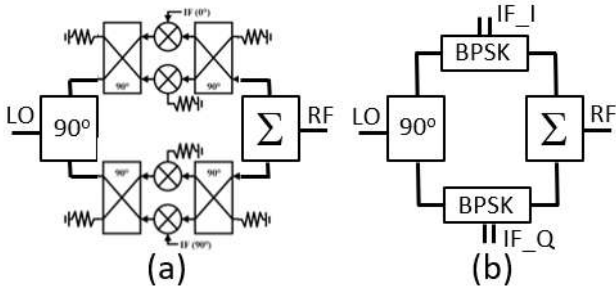 IF (0°)
90°
90°
LO
90º
∑
RF
90°
90°
IF (90°)
(a)
IF_I
BPSK
LO
90º
∑
RF
BPSK
IF_Q
(b)